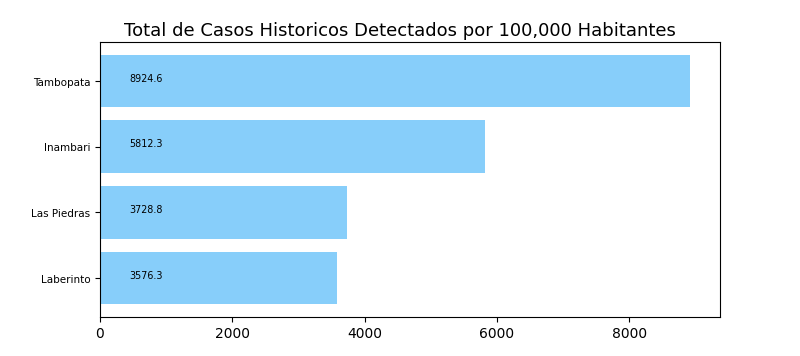 Total de Casos Historicos Detectados por 100,000 Habitantes
Tambopata
8924.6
Inambari
5812.3
Las Piedras
3728.8
Laberinto
3576.3
0 2000 4000 6000 8000